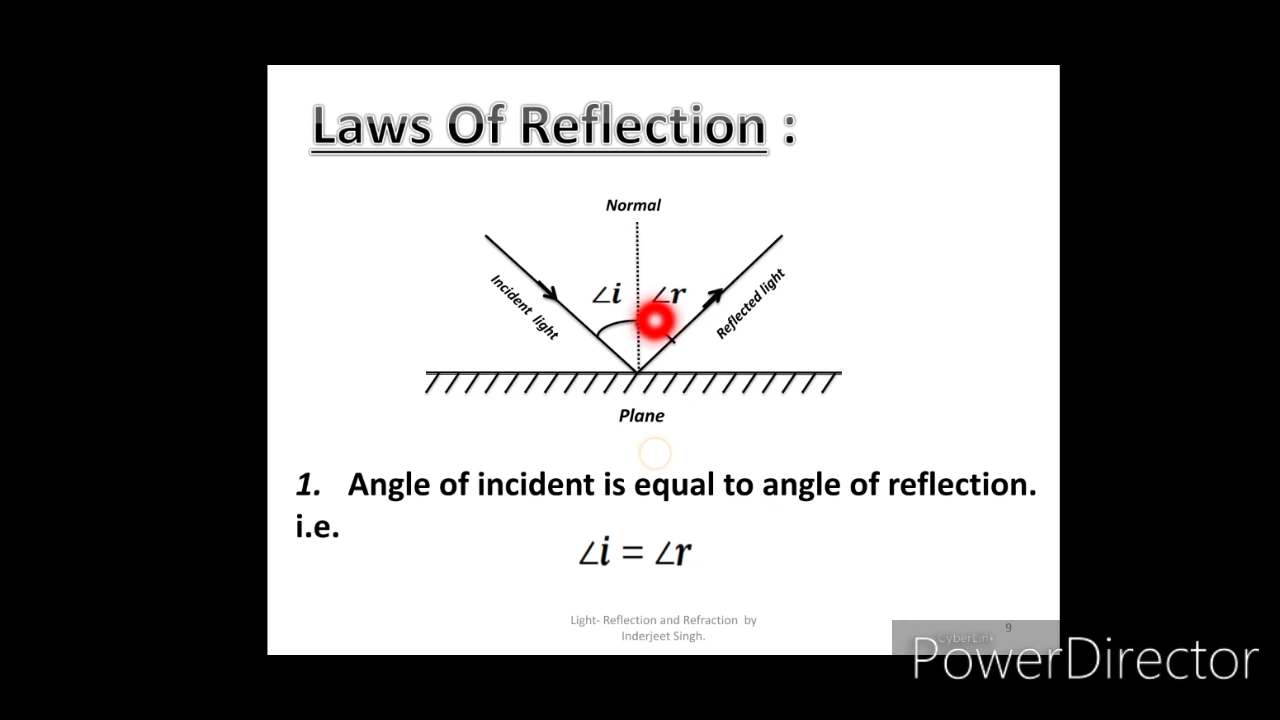 Laws Of Reflection :
Normal
∠i ∠r
Incident light
Reflected light
Plane
1. Angle of incident is equal to angle of reflection.
i.e.
∠i = ∠r
Light- Reflection and Refraction by
Inderjeet Singh.
9
CyberLink
PowerDirector